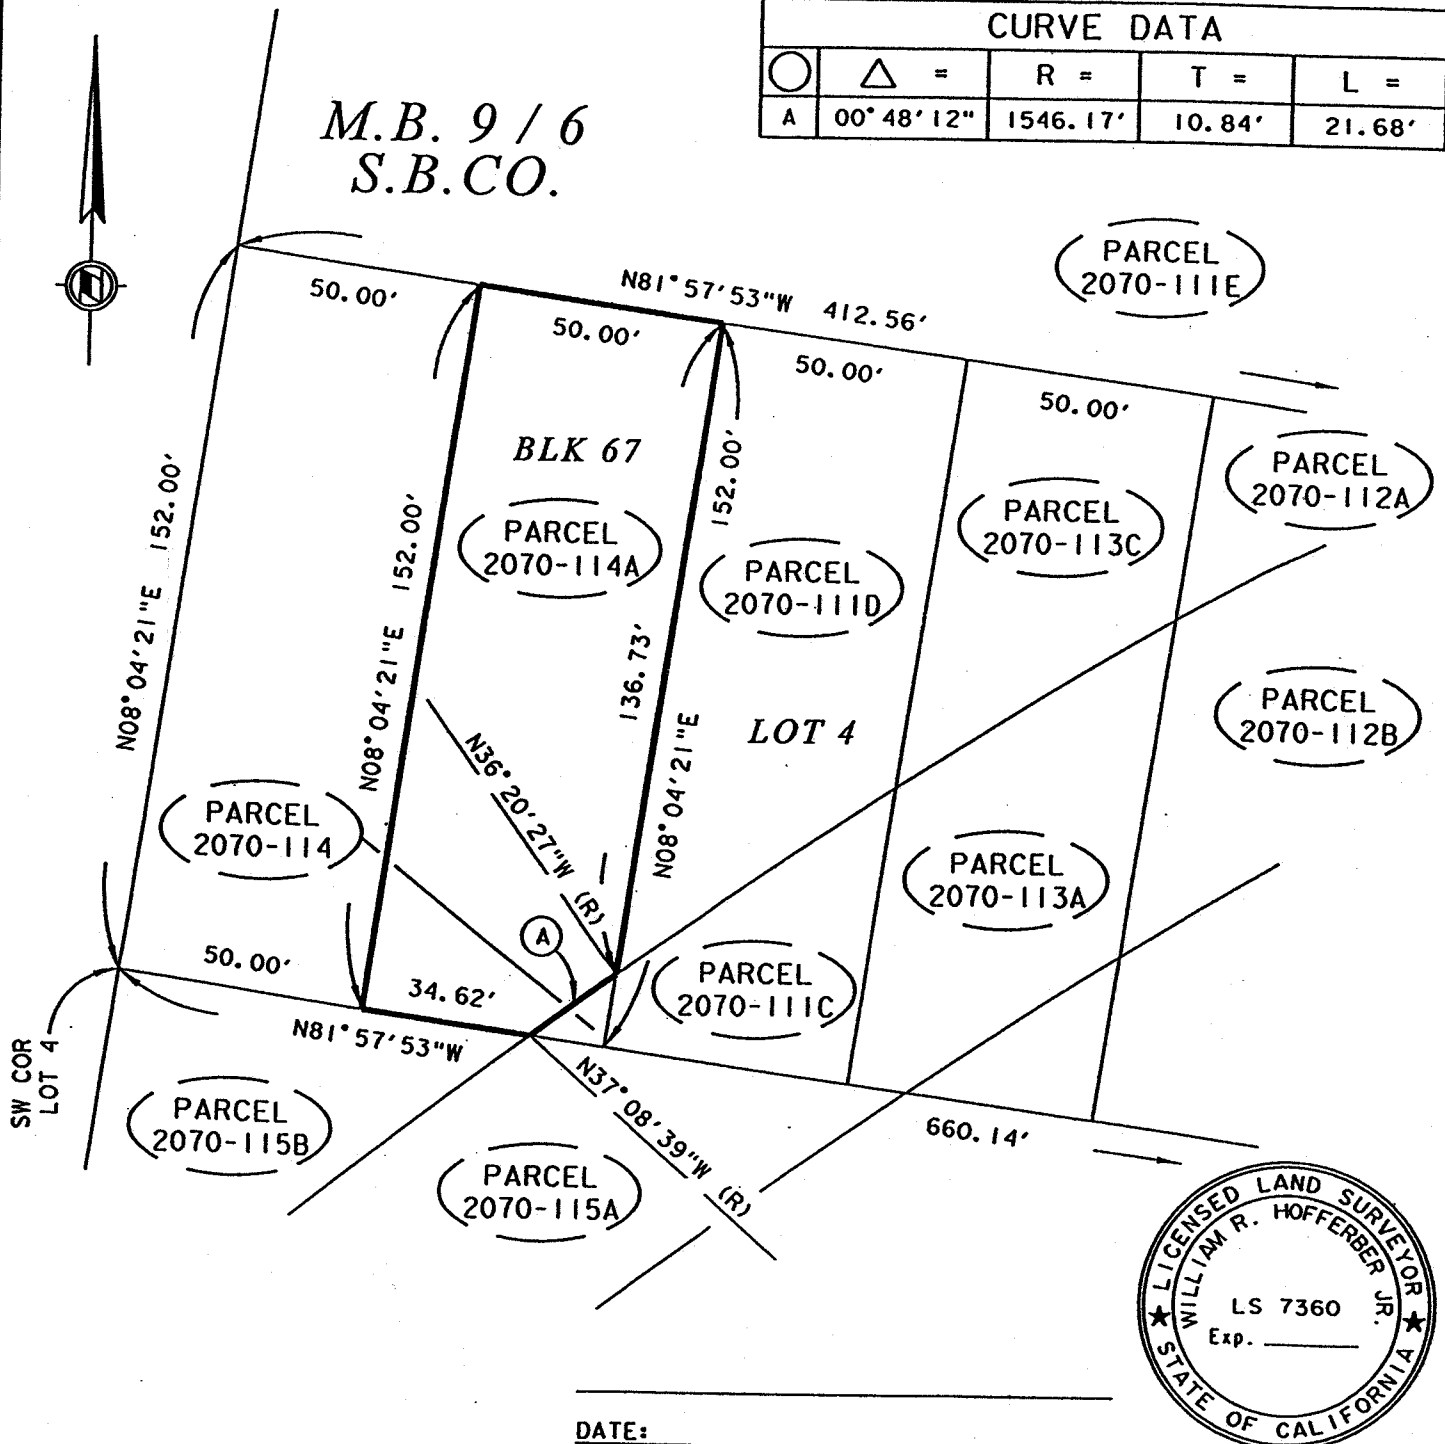 CURVE DATA
△ = R = T = L =
A 00°48'12" 1546.17' 10.84' 21.68'
M.B. 9 / 6
S.B.CO.
PARCEL
2070-111E
N81°57'53"W 412.56'
50.00'
50.00'
50.00'
50.00'
BLK 67
PARCEL
2070-114A
PARCEL
2070-111D
PARCEL
2070-113C
PARCEL
2070-112A
N08°04'21"E 152.00'
N08°04'21"E 152.00'
152.00'
136.73'
N08°04'21"E
LOT 4
PARCEL
2070-112B
N36°20'27"W (R)
PARCEL
2070-114
PARCEL
2070-113A
A
PARCEL
2070-111C
50.00'
34.62'
N81°57'53"W
SW COR
LOT 4
N37°08'39"W (R)
660.14'
PARCEL
2070-115B
PARCEL
2070-115A
LICENSED LAND SURVEYOR
WILLIAM R. HOFFERBER JR.
LS 7360
Exp.
STATE OF CALIFORNIA
DATE: